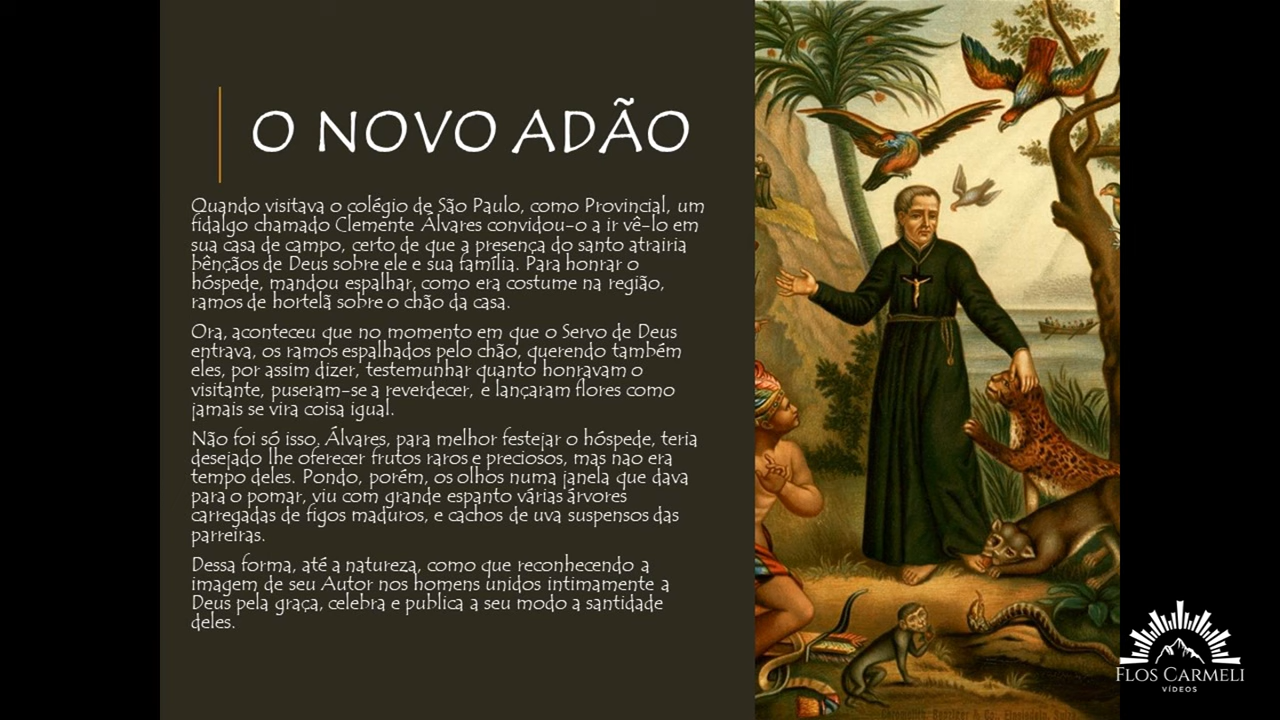 O NOVO ADÃO
Quando visitava o colégio de São Paulo, como Provincial, um
fidalgo chamado Clemente Álvares convidou-o a ir vê-lo em
sua casa de campo, certo de que a presença do santo atrairia
bênçãos de Deus sobre ele e sua família. Para honrar o
hóspede, mandou espalhar, como era costume na região,
ramos de hortelã sobre o chão da casa.
Ora, aconteceu que no momento em que o Servo de Deus
entrava, os ramos espalhados pelo chão, querendo também
eles, por assim dizer, testemunhar quanto honravam o
visitante, puseram-se a reverdecer, e lançaram flores como
jamais se vira coisa igual.
Não foi só isso. Álvares, para melhor festejar o hóspede, teria
desejado lhe oferecer frutos raros e preciosos, mas não era
tempo deles. Pondo, porém, os olhos numa janela que dava
para o pomar, viu com grande espanto várias árvores
carregadas de figos maduros, e cachos de uva suspensos das
parreiras.
Dessa forma, até a natureza, como que reconhecendo a
imagem de seu Autor nos homens unidos intimamente a
Deus pela graça, celebra e publica a seu modo a santidade
deles.
FLOS CARMELI
VÍDEOS